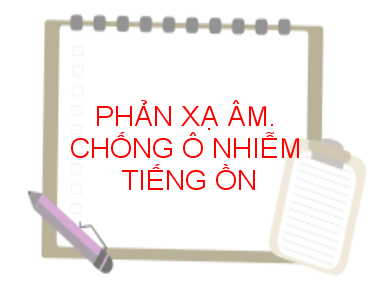 PHẢN XẠ ÂM.
CHỐNG Ô NHIỄM
TIẾNG ỒN